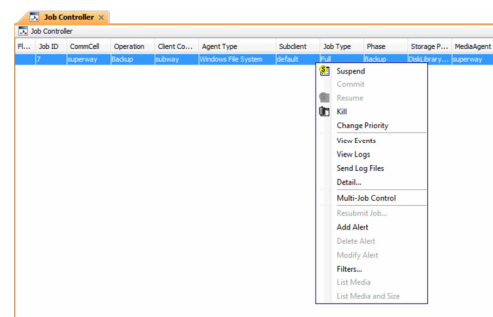 Job Controller ×
Job Controller
Fl... Job ID CommCell Operation Client Co... Agent Type Subclient Job Type Phase Storage P... MediaAgent
7 superway Backup subway Windows File System default Full Backup DiskLibrary... superway
Suspend
Commit
Resume
Kill
Change Priority
View Events
View Logs
Send Log Files
Detail...
Multi-Job Control
Resubmit Job...
Add Alert
Delete Alert
Modify Alert
Filters...
List Media
List Media and Size